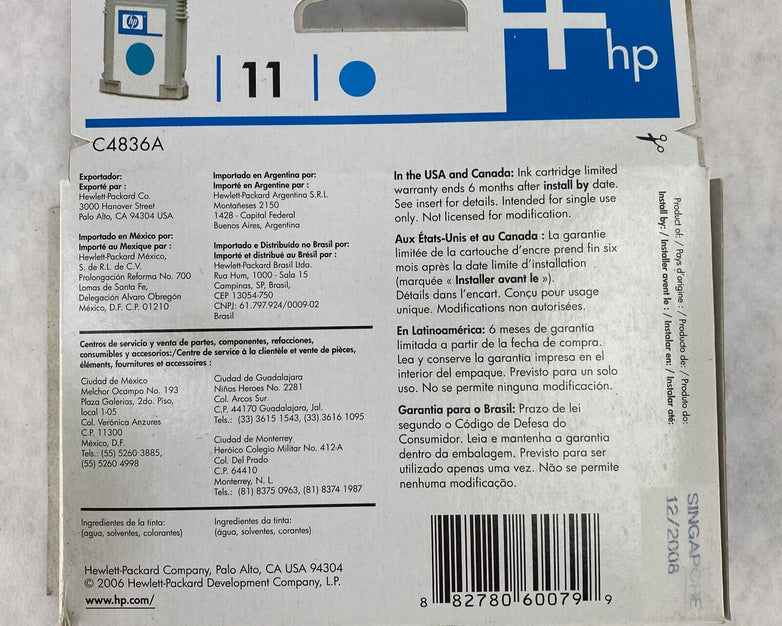 hp
11
hp
C4836A
Exportador:
Exporté par :
Hewlett-Packard Co.
3000 Hanover Street
Palo Alto, CA 94304 USA
Importado en México por:
Importé au Mexique par :
Hewlett-Packard México,
S. de R.L. de C.V.
Prolongación Reforma No. 700
Lomas de Santa Fe,
Delegación Alvaro Obregón
México, D.F. C.P. 01210
Importado en Argentina por:
Importé en Argentine par :
Hewlett-Packard Argentina S.R.L.
Montañeses 2150
1428 - Capital Federal
Buenos Aires, Argentina
Importado e Distribuído no Brasil por:
Importé et distribué au Brésil par :
Hewlett-Packard Brasil Ltda.
Rua Hum, 1000 - Sala 15
Campinas, SP, Brasil,
CEP 13054-750
CNPJ: 61.797.924/0009-02
Brasil
Centros de servicio y venta de partes, componentes, refacciones,
consumibles y accesorios:/Centre de service à la clientèle et vente de pièces,
éléments, fournitures et accessoires :
Ciudad de México
Melchor Ocampo No. 193
Plaza Galerias, 2do. Piso,
local 1-05
Col. Verónica Anzures
C.P. 11300
México, D.F.
Tels.: (55) 5260-3885,
(55) 5260 4998
Ciudad de Guadalajara
Niños Heroes No. 2281
Col. Arcos Sur
C.P. 44170 Guadalajara, Jal.
Tels.: (33) 3615 1543, (33) 3616 1095
Ciudad de Monterrey
Heróico Colegio Militar No. 412-A
Col. Del Prado
C.P. 64410
Monterrey, N. L.
Tels.: (81) 8375 0963, (81) 8374 1987
Ingredientes de la tinta:
(agua, solventes, colorantes)
Ingredientes da tinta:
(água, solventes, corantes)
Hewlett-Packard Company, Palo Alto, CA USA 94304
© 2006 Hewlett-Packard Development Company, L.P.
www.hp.com/
In the USA and Canada: Ink cartridge limited
warranty ends 6 months after install by date.
See insert for details. Intended for single use
only. Not licensed for modification.
Aux États-Unis et au Canada : La garantie
limitée de la cartouche d'encre prend fin six
mois après la date limite d'installation
(marquée « Installer avant le »).
Détails dans l'encart. Conçu pour usage
unique. Modifications non autorisées.
En Latinoamérica: 6 meses de garantía
limitada a partir de la fecha de compra.
Lea y conserve la garantía impresa en el
interior del empaque. Previsto para un solo
uso. No se permite ninguna modificación.
Garantia para o Brasil: Prazo de lei
segundo o Código de Defesa do
Consumidor. Leia e mantenha a garantia
dentro da embalagem. Previsto para ser
utilizado apenas uma vez. Não se permite
nenhuma modificação.
8 82780 60079 9
Product of: / Pays d'origine : / Producto de: / Produto do:
Install by: / Installer avant le : / Instalar en: / Instalar até:
SINGAPORE
12/2008